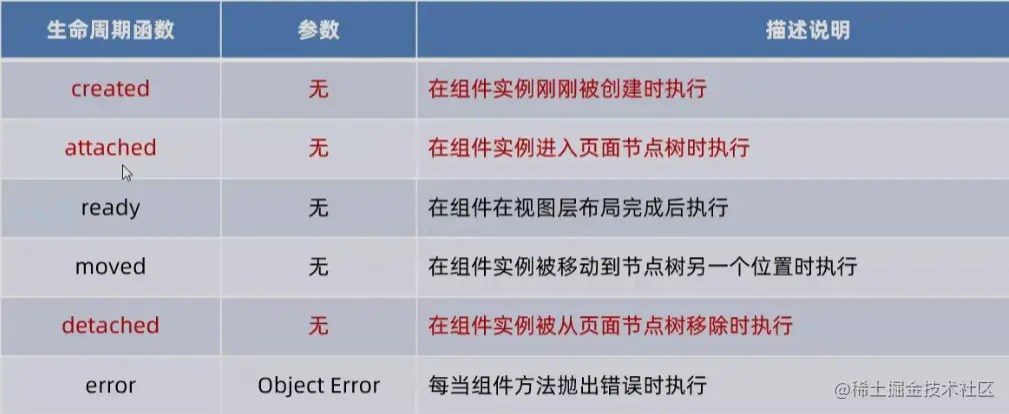 生命周期函数 参数 描述说明
created 无 在组件实例刚刚被创建时执行
attached 无 在组件实例进入页面节点树时执行
ready 无 在组件在视图层布局完成后执行
moved 无 在组件实例被移动到节点树另一个位置时执行
detached 无 在组件实例被从页面节点树移除时执行
error Object Error 每当组件方法抛出错误时执行
@稀土掘金技术社区